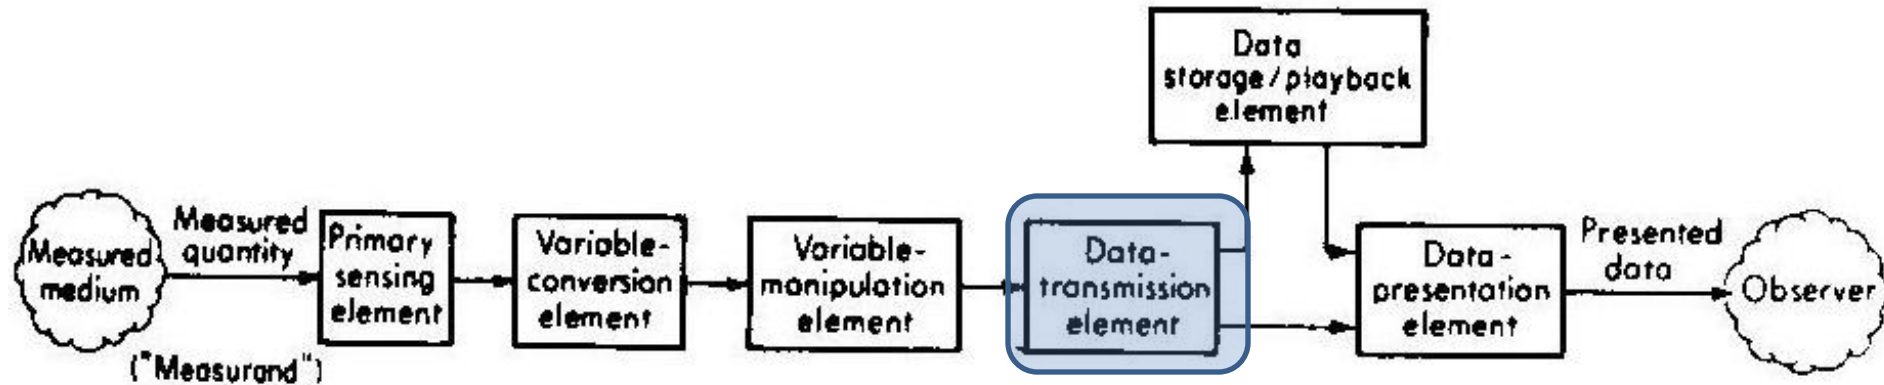 Data
storage/playback
element
Measured
medium
Measured
quantity
("Measurand")
Primary
sensing
element
Variable-
conversion
element
Variable-
manipulation
element
Data-
transmission
element
Data-
presentation
element
Presented
data
Observer